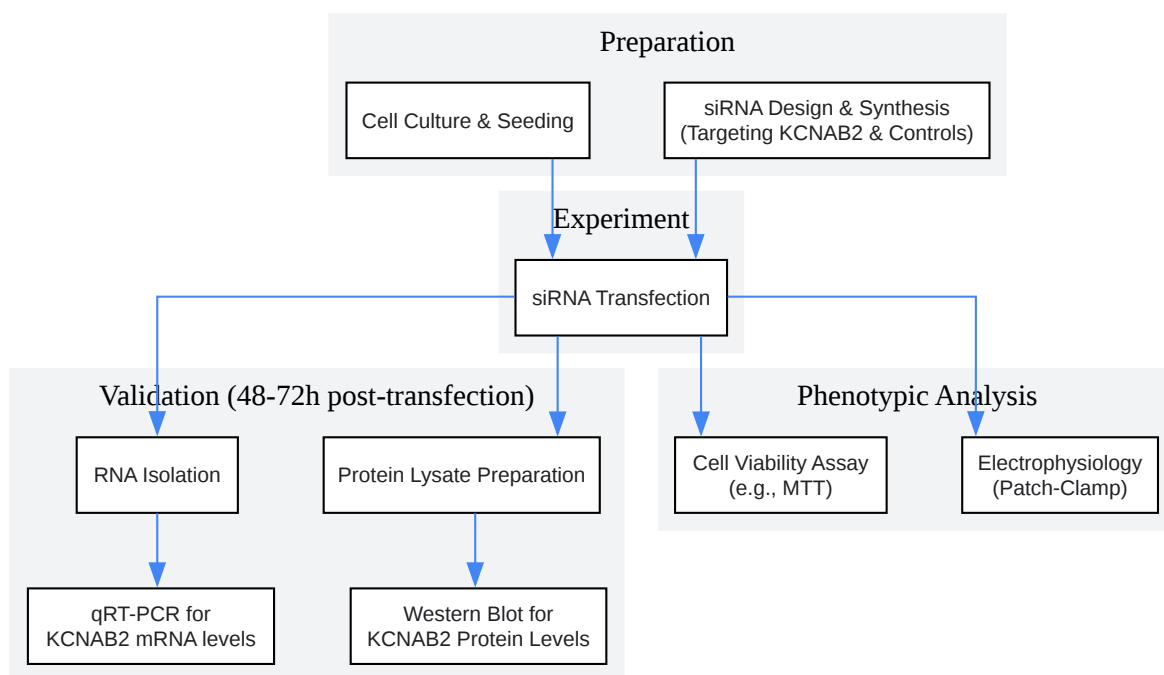 Preparation
Cell Culture & Seeding
siRNA Design & Synthesis
(Targeting KCNAB2 & Controls)
Experiment
siRNA Transfection
Validation (48-72h post-transfection)
Phenotypic Analysis
RNA Isolation
Protein Lysate Preparation
Cell Viability Assay
(e.g., MTT)
Electrophysiology
(Patch-Clamp)
qRT-PCR for
KCNAB2 mRNA levels
Western Blot for
KCNAB2 Protein Levels